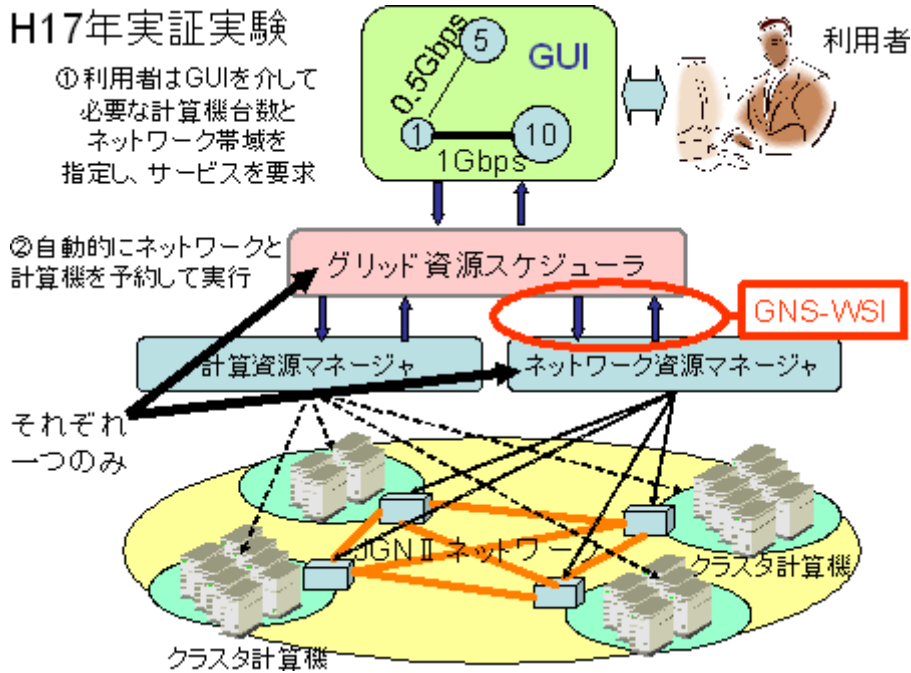 H17年実証実験
①利用者はGUIを介して
必要な計算機台数と
ネットワーク帯域を
指定し、サービスを要求
0.5Gbps
5
GUI
1
10
1Gbps
利用者
②自動的にネットワークと
計算機を予約して実行
グリッド資源スケジューラ
GNS-WSI
計算資源マネージャ
ネットワーク資源マネージャ
それぞれ
一つのみ
JGNⅡネットワーク
クラスタ計算機
クラスタ計算機